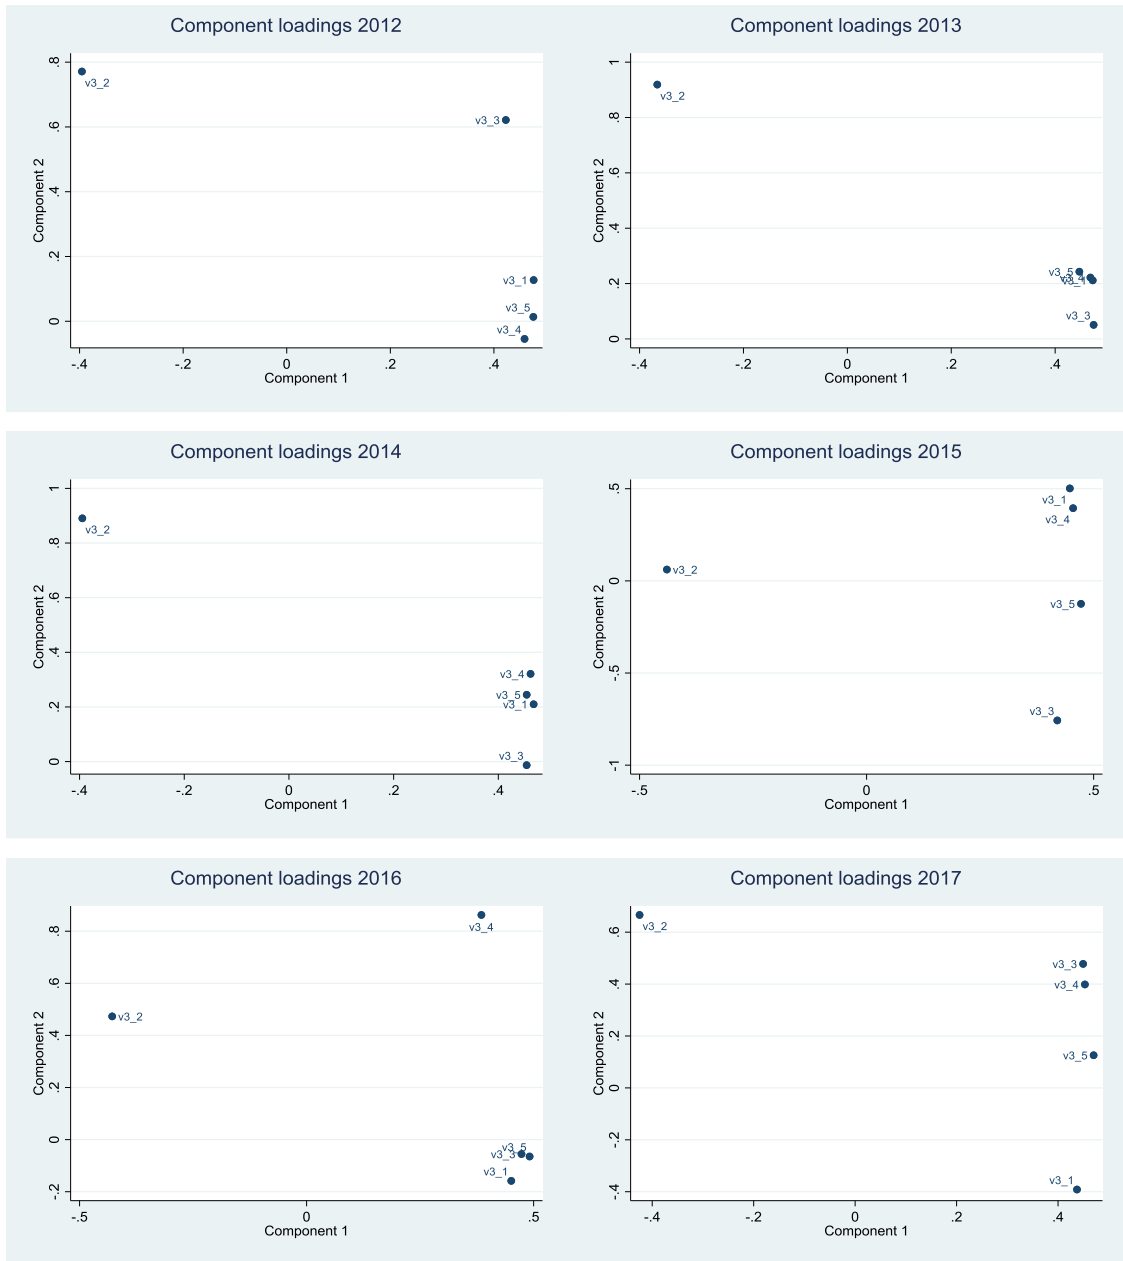 Component loadings 2012
Component loadings 2013
.8
.6
.4
.2
0
Component 2
v3_2
v3_3
v3_1
v3_5
v3_4
-.4
-.2
0
.2
.4
Component 1
1
.8
.6
.4
.2
0
Component 2
v3_2
v3_5
v3_4
v3_1
v3_3
-.4
-.2
0
.2
.4
Component 1
Component loadings 2014
Component loadings 2015
1
.8
.6
.4
.2
0
Component 2
v3_2
v3_4
v3_5
v3_1
v3_3
-.4
-.2
0
.2
.4
Component 1
.5
0
-.5
-1
Component 2
v3_1
v3_4
v3_2
v3_5
v3_3
-.5
0
.5
Component 1
Component loadings 2016
Component loadings 2017
.8
.6
.4
.2
0
-.2
Component 2
v3_4
v3_2
v3_5
v3_3
v3_1
-.5
0
.5
Component 1
.6
.4
.2
0
-.2
-.4
Component 2
v3_2
v3_3
v3_4
v3_5
v3_1
-.4
-.2
0
.2
.4
Component 1